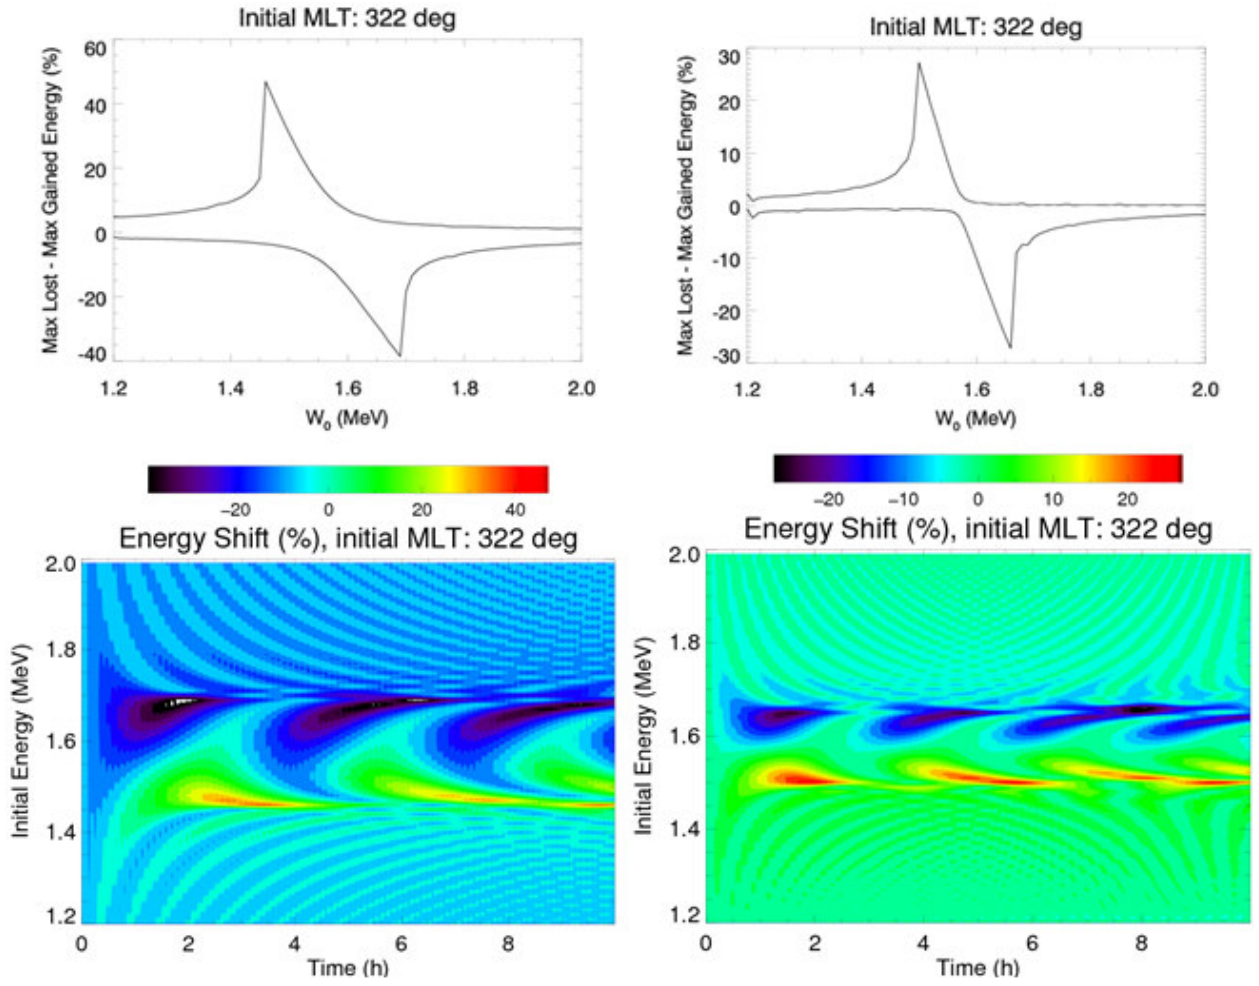 Initial MLT: 322 deg
Max Lost - Max Gained Energy (%)
60
40
20
0
-20
-40
1.2 1.4 1.6 1.8 2.0
W0 (MeV)
Initial MLT: 322 deg
Max Lost - Max Gained Energy (%)
30
20
10
0
-10
-20
-30
1.2 1.4 1.6 1.8 2.0
W0 (MeV)
−20 0 20 40
Energy Shift (%), initial MLT: 322 deg
Initial Energy (MeV)
2.0
1.8
1.6
1.4
1.2
0 2 4 6 8
Time (h)
−20 −10 0 10 20
Energy Shift (%), initial MLT: 322 deg
Initial Energy (MeV)
2.0
1.8
1.6
1.4
1.2
0 2 4 6 8
Time (h)